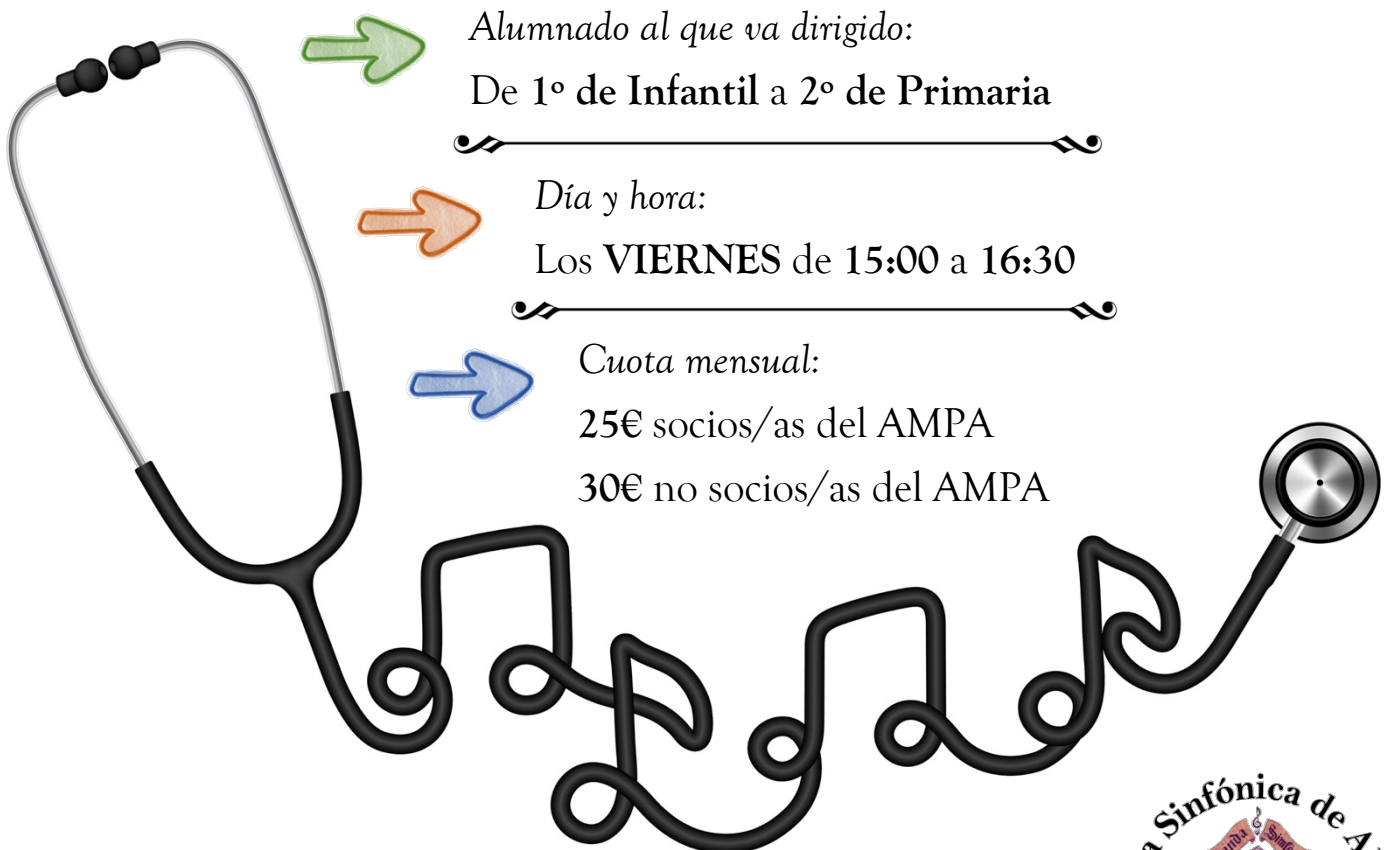 Alumnado al que va dirigido:
De 1º de Infantil a 2º de Primaria
Día y hora:
Los VIERNES de 15:00 a 16:30
Cuota mensual:
25€ socios/as del AMPA
30€ no socios/as del AMPA
Sinfónica de